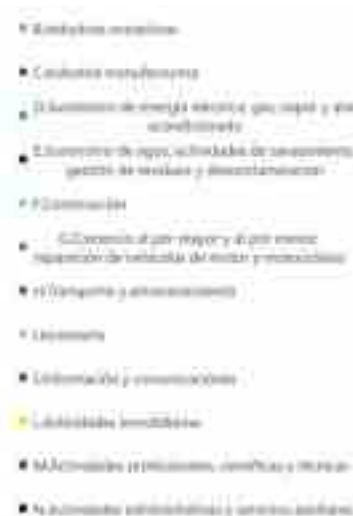 B.Industrias extractivas
C.Industria manufacturera
D.Suministro de energía eléctrica, gas, vapor y aire
acondicionado
E.Suministro de agua, actividades de saneamiento,
gestión de residuos y descontaminación
F.Construcción
G.Comercio al por mayor y al por menor;
reparación de vehículos de motor y motocicletas
H.Transporte y almacenamiento
I.Hostelería
J.Información y comunicaciones
L.Actividades inmobiliarias
M.Actividades profesionales, científicas y técnicas
N.Actividades administrativas y servicios auxiliares